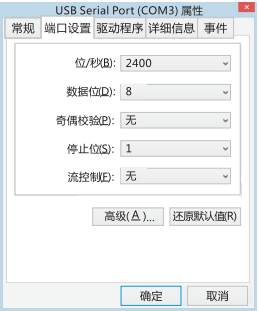 USB Serial Port (COM3) 属性
常规 端口设置 驱动程序 详细信息 事件
位/秒(B): 2400
数据位(D): 8
奇偶校验(P): 无
停止位(S): 1
流控制(F): 无
高级(A)... 还原默认值(R)
确定 取消